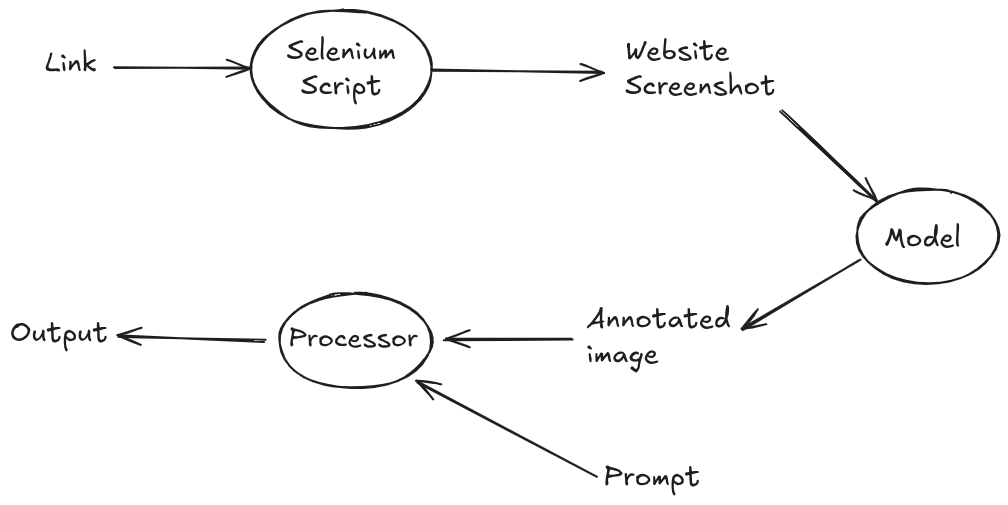 Link
Selenium
Script
Website
Screenshot
Model
Annotated
image
Processor
Output
Prompt